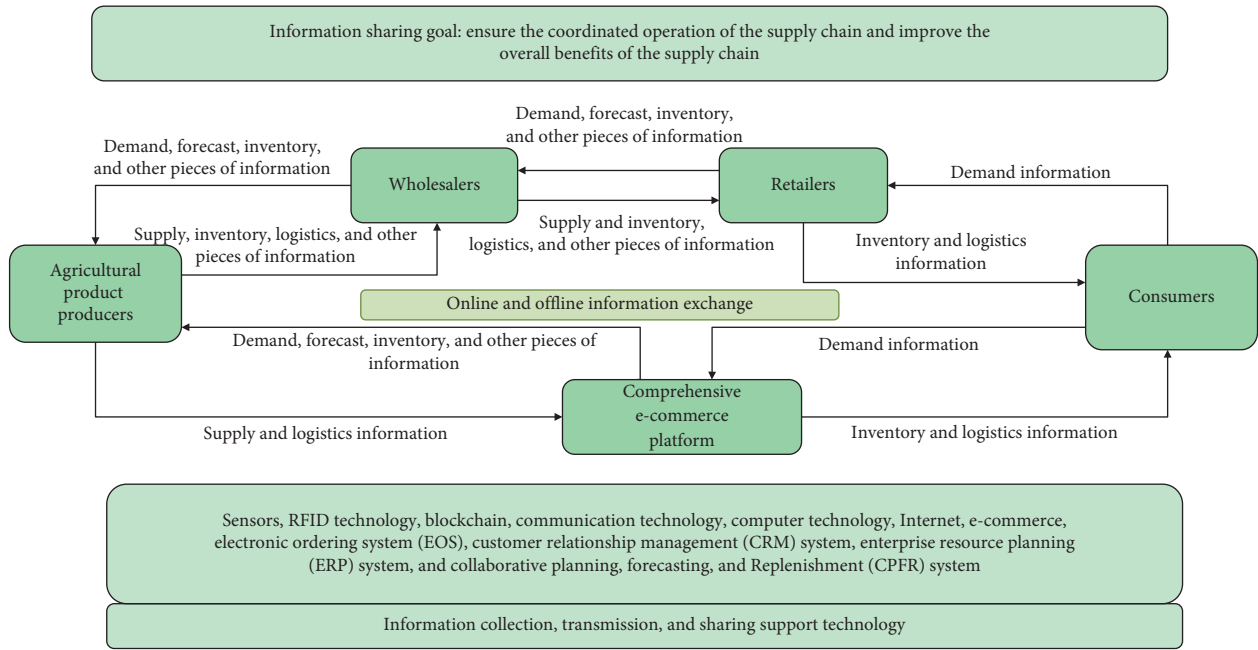 Information sharing goal: ensure the coordinated operation of the supply chain and improve the
overall benefits of the supply chain
Demand, forecast, inventory,
and other pieces of information
Demand, forecast, inventory,
and other pieces of information
Wholesalers
Retailers
Demand information
Supply, inventory, logistics, and other
pieces of information
Supply and inventory,
logistics, and other pieces of information
Inventory and logistics
information
Agricultural
product
producers
Consumers
Online and offline information exchange
Demand, forecast, inventory, and other pieces of
information
Demand information
Comprehensive
e-commerce
platform
Supply and logistics information
Inventory and logistics information
Sensors, RFID technology, blockchain, communication technology, computer technology, Internet, e-commerce,
electronic ordering system (EOS), customer relationship management (CRM) system, enterprise resource planning
(ERP) system, and collaborative planning, forecasting, and Replenishment (CPFR) system
Information collection, transmission, and sharing support technology